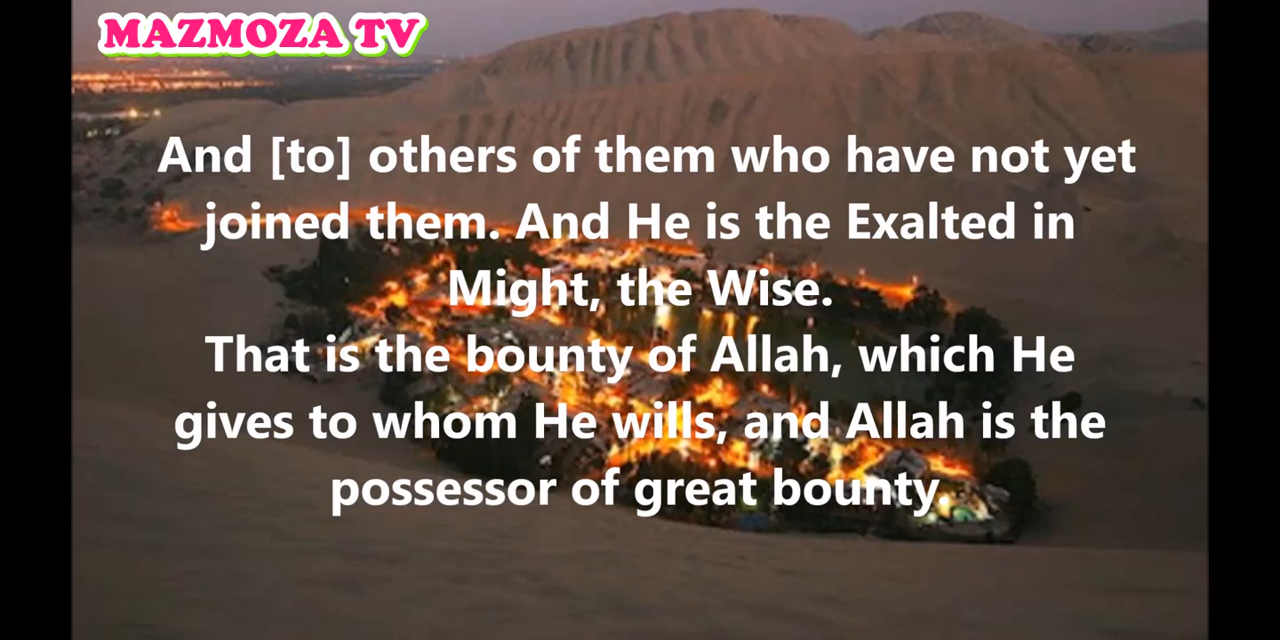 MAZMOZA TV
And [to] others of them who have not yet
joined them. And He is the Exalted in
Might, the Wise.
That is the bounty of Allah, which He
gives to whom He wills, and Allah is the
possessor of great bounty.